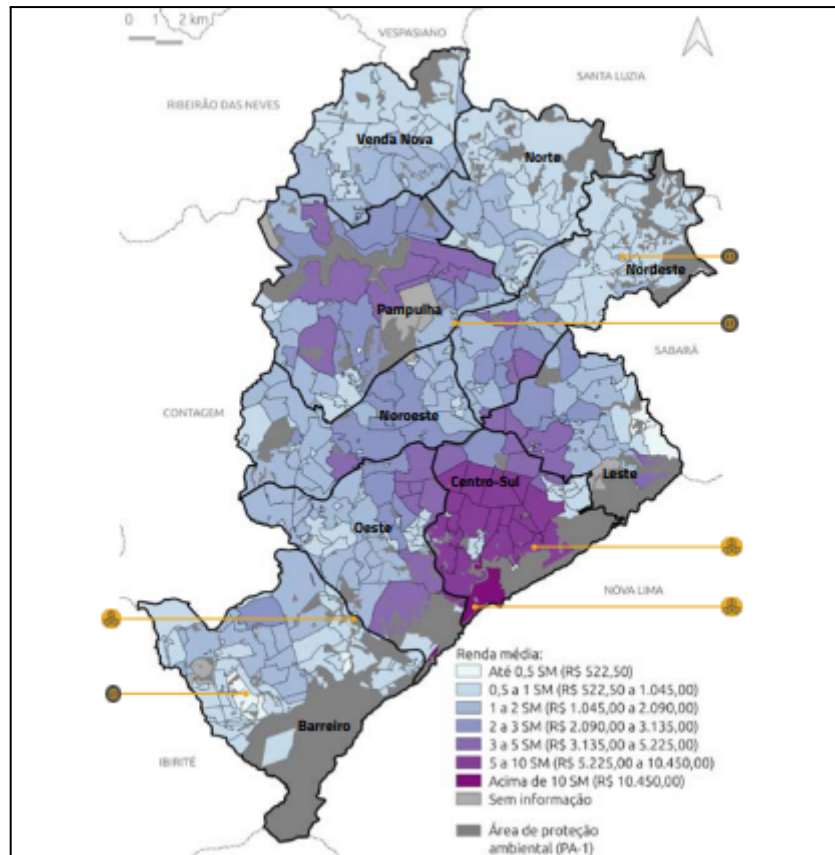 0 1 2 km
VESPASIANO
SANTA LUZIA
RIBEIRÃO DAS NEVES
Venda Nova
Norte
Nordeste
Pampulha
SABARÁ
CONTAGEM
Noroeste
Leste
Centro-Sul
Oeste
NOVA LIMA
Barreiro
IBIRITÉ
Renda média:
Até 0,5 SM (R$ 522,50)
0,5 a 1 SM (R$ 522,50 a 1.045,00)
1 a 2 SM (R$ 1.045,00 a 2.090,00)
2 a 3 SM (R$ 2.090,00 a 3.135,00)
3 a 5 SM (R$ 3.135,00 a 5.225,00)
5 a 10 SM (R$ 5.225,00 a 10.450,00)
Acima de 10 SM (R$ 10.450,00)
Sem informação
Área de proteção
ambiental (PA-1)